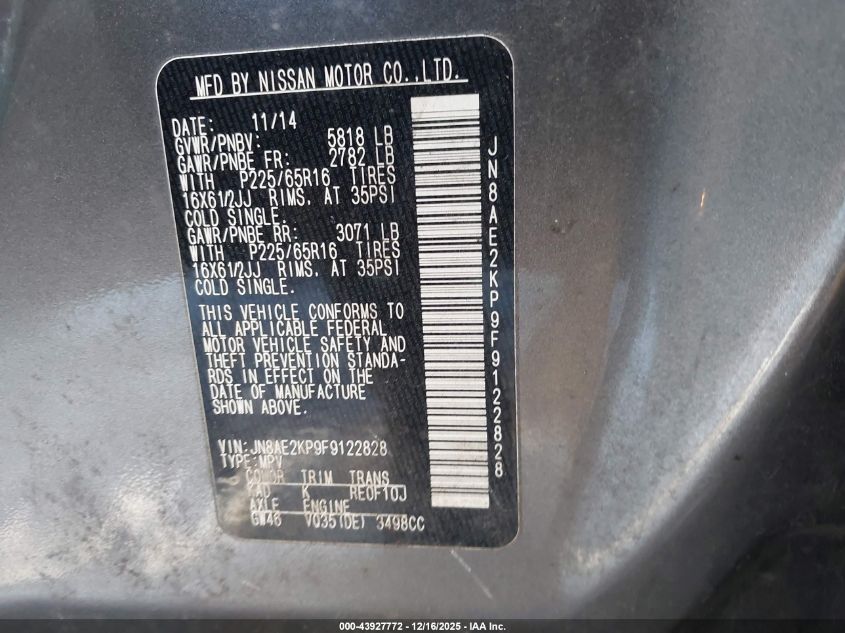 MFD BY NISSAN MOTOR CO.,LTD.
DATE: 11/14
GVWR/PNBV: 5818 LB
GAWR/PNBE FR: 2782 LB
WITH P225/65R16 TIRES
16X61/2JJ RIMS, AT 35PSI
COLD SINGLE.
GAWR/PNBE RR: 3071 LB
WITH P225/65R16 TIRES
16X61/2JJ RIMS, AT 35PSI
COLD SINGLE.
THIS VEHICLE CONFORMS TO
ALL APPLICABLE FEDERAL
MOTOR VEHICLE SAFETY AND
THEFT PREVENTION STANDA-
RDS IN EFFECT ON THE
DATE OF MANUFACTURE
SHOWN ABOVE.
VIN:JN8AE2KP9F9122828
TYPE:MPV
COLOR TRIM TRANS
KAD K RE0F10J
AXLE ENGINE
GW46 VQ35(DE) 3498CC
JN8AE2KP9F9122828
000-43927772 - 12/16/2025 - IAA Inc.